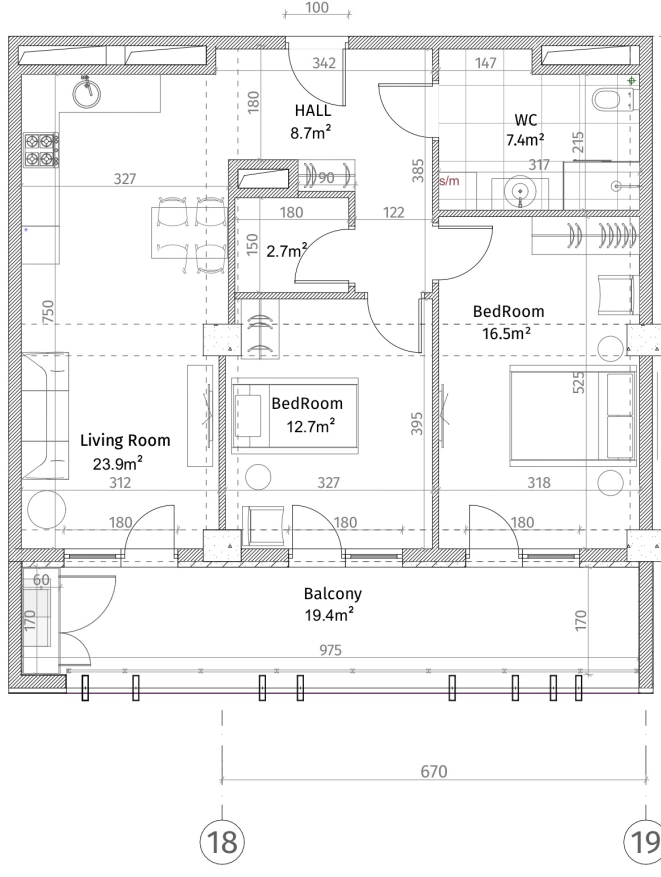 100
342
147
180
HALL
8.7m²
WC
7.4m²
215
385
317
327
90
s/m
180
122
150
2.7m²
750
BedRoom
16.5m²
525
BedRoom
12.7m²
395
Living Room
23.9m²
312
327
318
180
180
180
60
170
Balcony
19.4m²
170
975
670
18
19